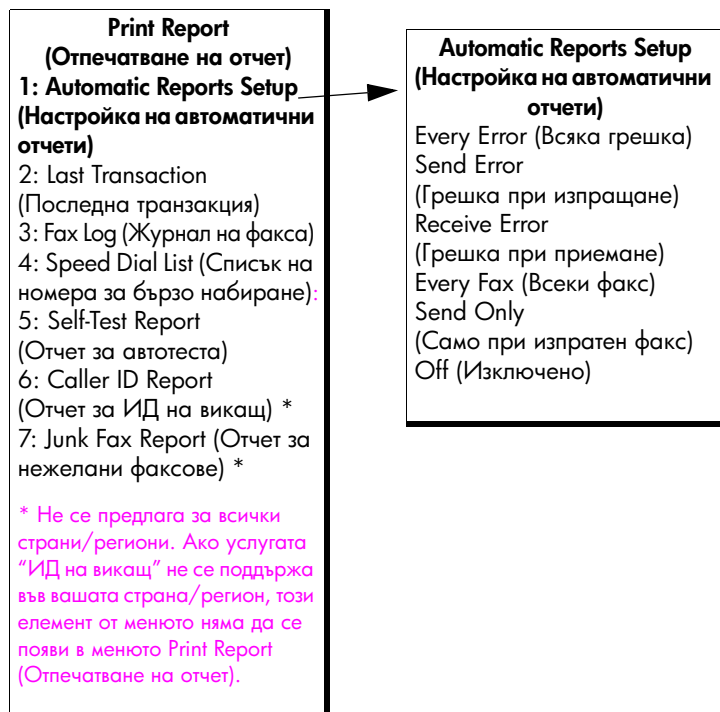 Print Report
(Отпечатване на отчет)
1: Automatic Reports Setup
(Настройка на автоматични
отчети)
2: Last Transaction
(Последна транзакция)
3: Fax Log (Журнал на факса)
4: Speed Dial List (Списък на
номера за бързо набиране):
5: Self-Test Report
(Отчет за автотеста)
6: Caller ID Report
(Отчет за ИД на викащ) *
7: Junk Fax Report (Отчет за
нежелани факсове) *
* Не се предлага за всички
страни/региони. Ако услугата
“ИД на викащ” не се поддържа
във вашата страна/регион, този
елемент от менюто няма да се
появи в менюто Print Report
(Отпечатване на отчет).
Automatic Reports Setup
(Настройка на автоматични
отчети)
Every Error (Всяка грешка)
Send Error
(Грешка при изпращане)
Receive Error
(Грешка при приемане)
Every Fax (Всеки факс)
Send Only
(Само при изпратен факс)
Off (Изключено)